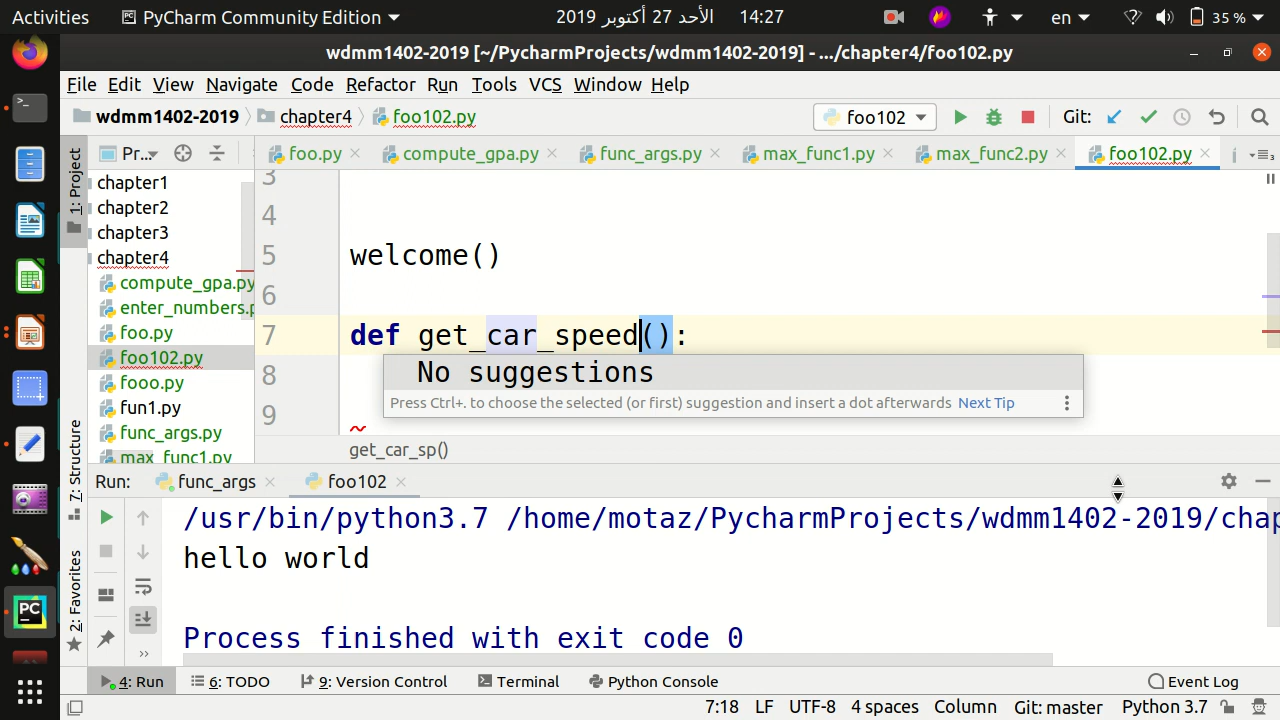 Activities PyCharm Community Edition الأحد 27 أكتوبر 2019 14:27 en 35 %
wdmm1402-2019 [~/PycharmProjects/wdmm1402-2019] - .../chapter4/foo102.py
File Edit View Navigate Code Refactor Run Tools VCS Window Help
wdmm1402-2019 chapter4 foo102.py foo102 Git:
1: Project Pr... foo.py compute_gpa.py func_args.py max_func1.py max_func2.py foo102.py
chapter1
chapter2
chapter3
chapter4
compute_gpa.py
enter_numbers.p
foo.py
foo102.py
fooo.py
fun1.py
func_args.py
max_func1.py
3
4
5 welcome()
6
7 def get_car_speed():
8
9
No suggestions
Press Ctrl+. to choose the selected (or first) suggestion and insert a dot afterwards Next Tip
get_car_sp()
7: Structure
2: Favorites
Run: func_args foo102
/usr/bin/python3.7 /home/motaz/PycharmProjects/wdmm1402-2019/chap
hello world
Process finished with exit code 0
4: Run 6: TODO 9: Version Control Terminal Python Console Event Log
7:18 LF UTF-8 4 spaces Column Git: master Python 3.7